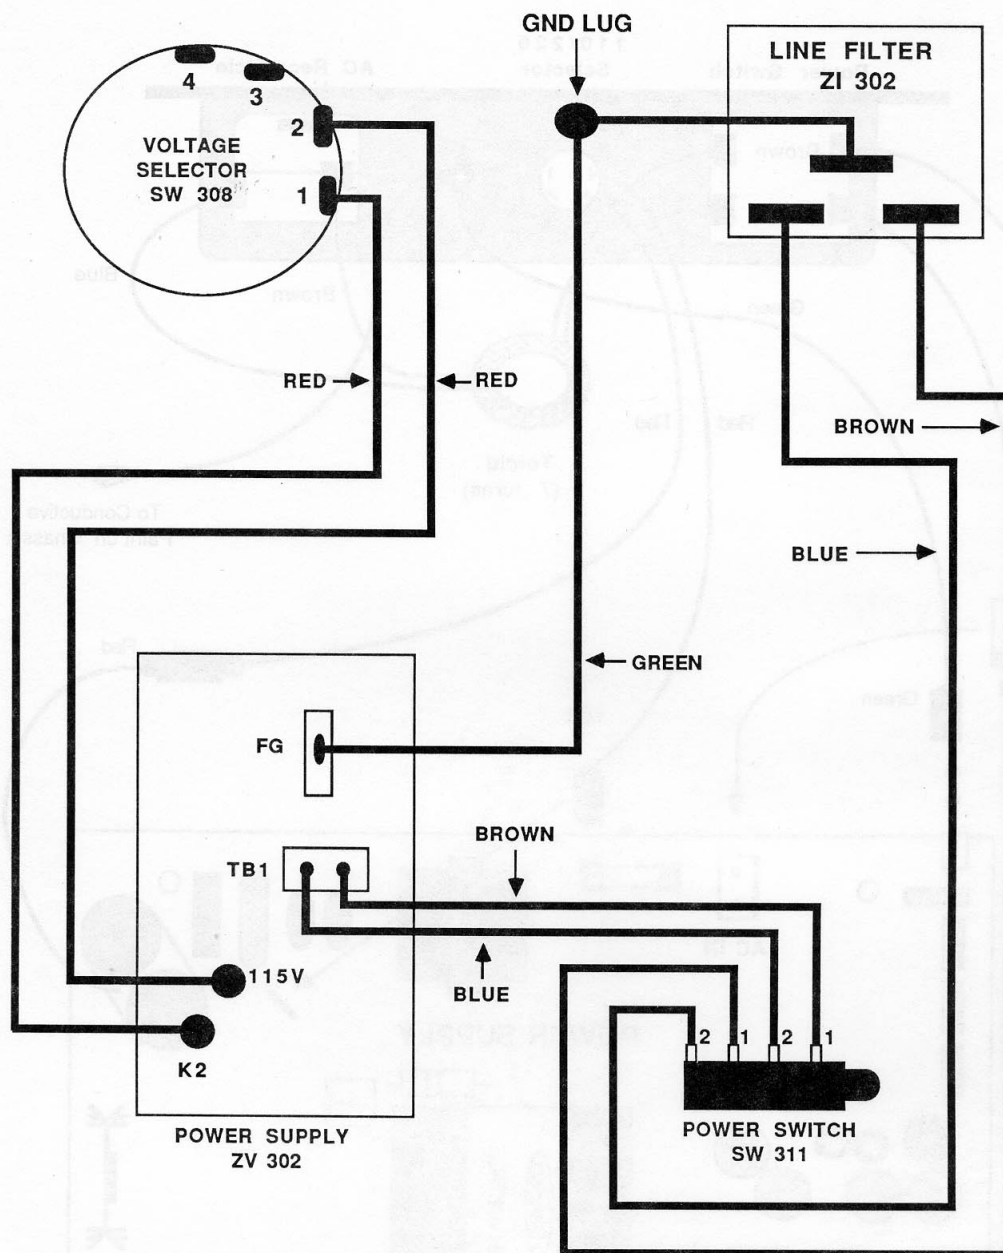 GND LUG
LINE FILTER
ZI 302
4
3
2
1
VOLTAGE
SELECTOR
SW 308
RED
RED
BROWN
BLUE
GREEN
FG
BROWN
TB1
BLUE
115V
K2
2
1
2
1
POWER SUPPLY
ZV 302
POWER SWITCH
SW 311